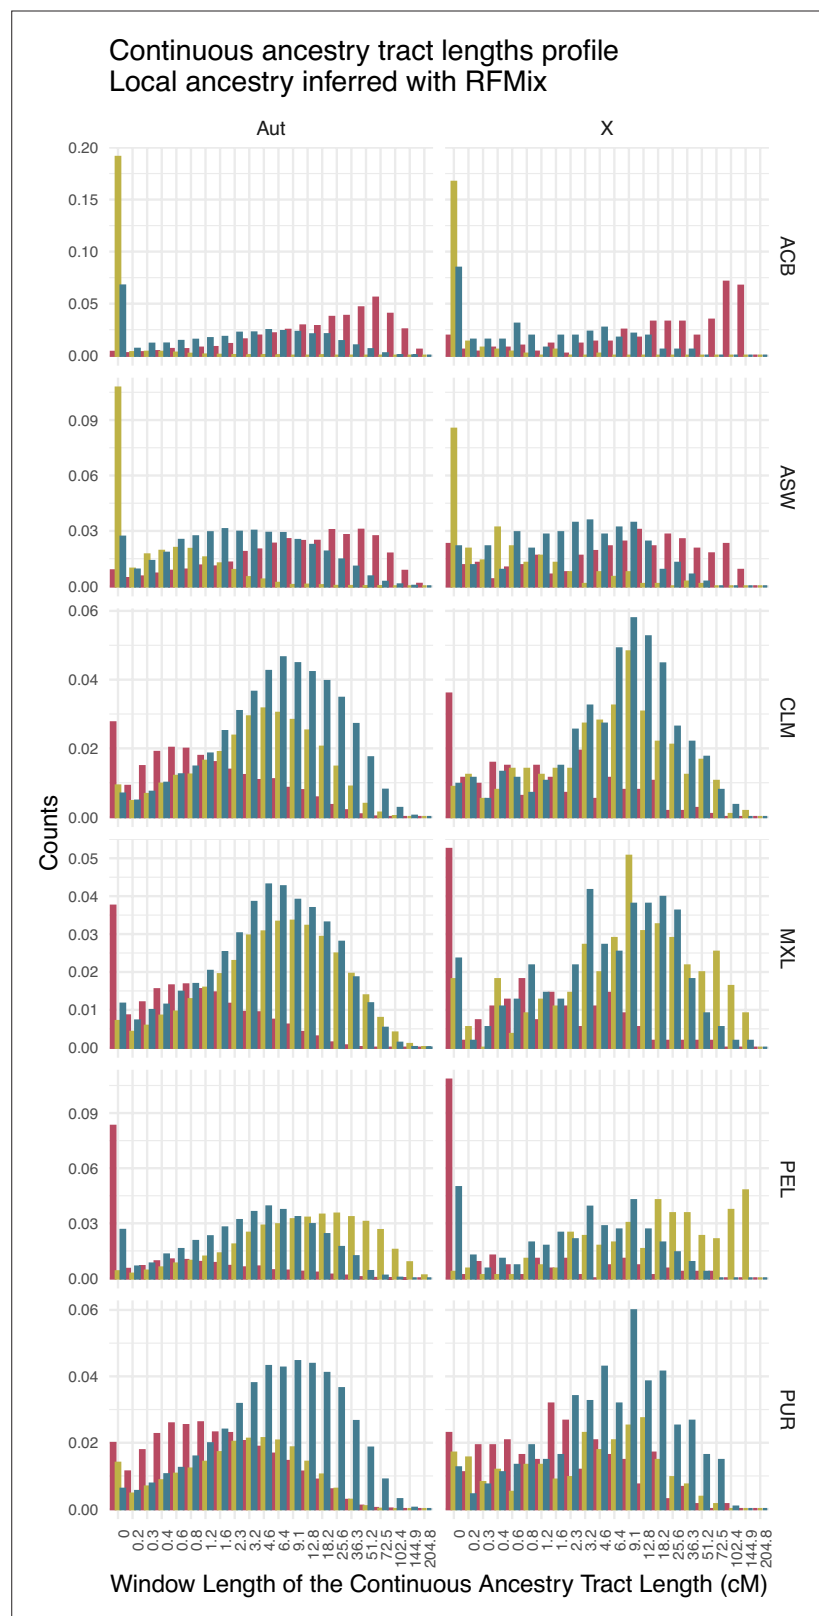 Continuous ancestry tract lengths profile
Local ancestry inferred with RFMix
Aut X
0.20
0.15
0.10
0.05
0.00
ACB
0.09
0.06
0.03
0.00
ASW
0.06
0.04
0.02
0.00
CLM
Counts
0.05
0.04
0.03
0.02
0.01
0.00
MXL
0.09
0.06
0.03
0.00
PEL
0.06
0.04
0.02
0.00
PUR
0 0.2 0.3 0.4 0.6 0.8 1.2 1.6 2.3 3.2 4.6 6.4 9.1 12.8 18.2 25.6 36.3 51.2 72.5 102.4 144.9 204.8
0 0.2 0.3 0.4 0.6 0.8 1.2 1.6 2.3 3.2 4.6 6.4 9.1 12.8 18.2 25.6 36.3 51.2 72.5 102.4 144.9 204.8
Window Length of the Continuous Ancestry Tract Length (cM)